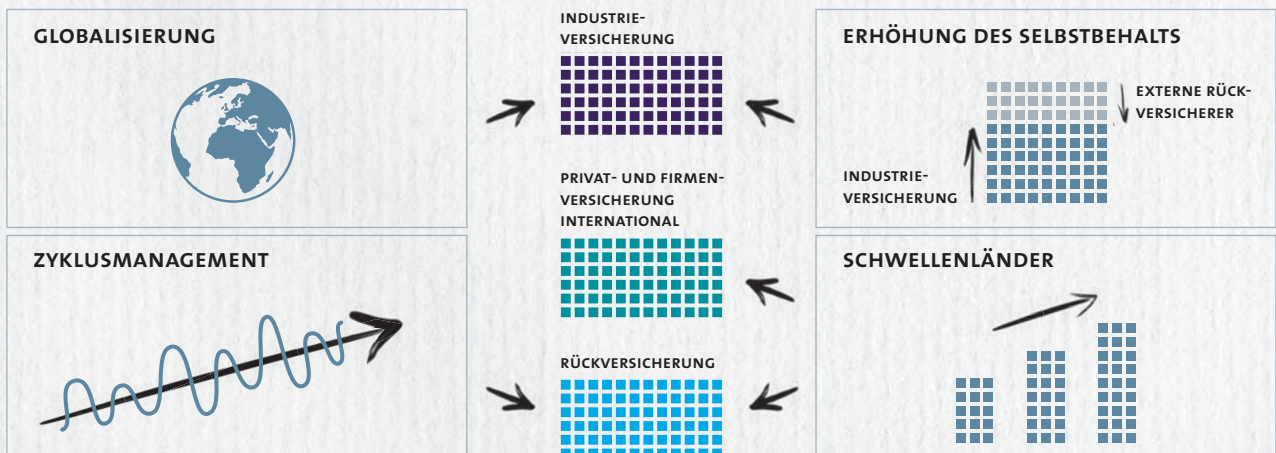 GLOBALISIERUNG
ZYKLUSMANAGEMENT
INDUSTRIE-
VERSICHERUNG
PRIVAT- UND FIRMEN-
VERSICHERUNG
INTERNATIONAL
RÜCKVERSICHERUNG
ERHÖHUNG DES SELBSTBEHALTS
EXTERNE RÜCK-
VERSICHERER
INDUSTRIE-
VERSICHERUNG
SCHWELLENLÄNDER